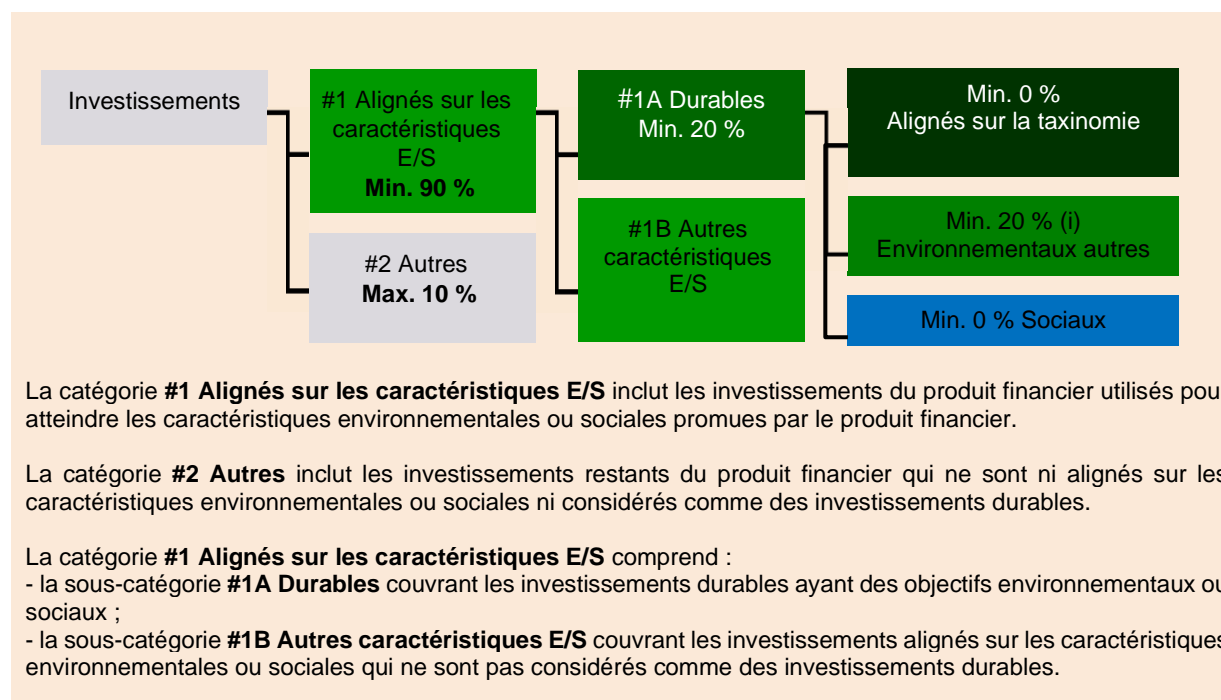 Investissements
#1 Alignés sur les
caractéristiques
E/S
Min. 90 %
#2 Autres
Max. 10 %
#1A Durables
Min. 20 %
#1B Autres
caractéristiques
E/S
Min. 0 %
Alignés sur la taxinomie
Min. 20 % (i)
Environnementaux autres
Min. 0 % Sociaux
La catégorie #1 Alignés sur les caractéristiques E/S inclut les investissements du produit financier utilisés pou
atteindre les caractéristiques environnementales ou sociales promues par le produit financier.
La catégorie #2 Autres inclut les investissements restants du produit financier qui ne sont ni alignés sur les
caractéristiques environnementales ou sociales ni considérés comme des investissements durables.
La catégorie #1 Alignés sur les caractéristiques E/S comprend :
- la sous-catégorie #1A Durables couvrant les investissements durables ayant des objectifs environnementaux ou
sociaux ;
- la sous-catégorie #1B Autres caractéristiques E/S couvrant les investissements alignés sur les caractéristiques
environnementales ou sociales qui ne sont pas considérés comme des investissements durables.